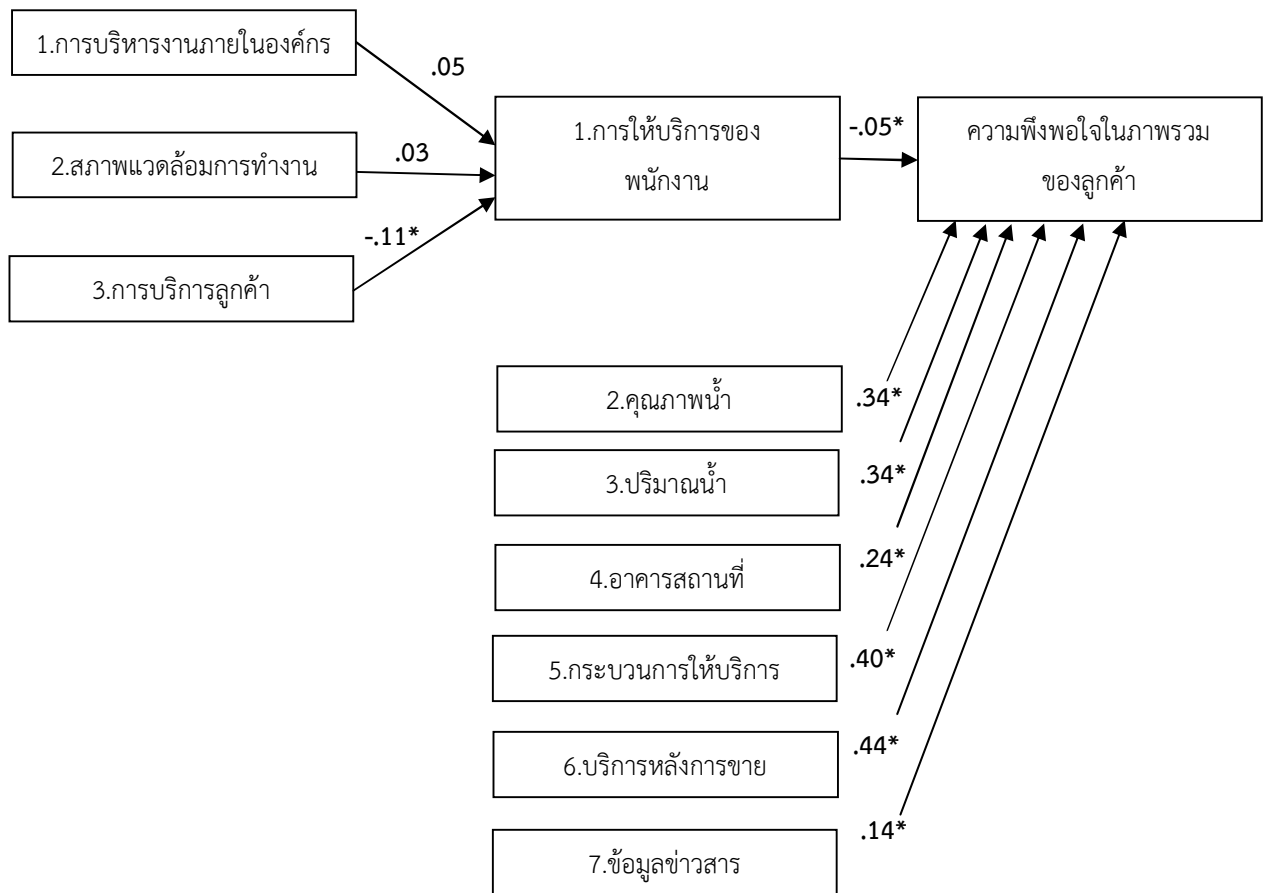 1.การบริหารงานภายในองค์กร
.05
1.การให้บริการของ
พนักงาน
-.05*
ความพึงพอใจในภาพรวม
ของลูกค้า
2.สภาพแวดล้อมการทำงาน
.03
-.11*
3.การบริการลูกค้า
2.คุณภาพน้ำ
.34*
3.ปริมาณน้ำ
.34*
4.อาคารสถานที่
.24*
5.กระบวนการให้บริการ
.40*
6.บริการหลังการขาย
.44*
7.ข้อมูลข่าวสาร
.14*